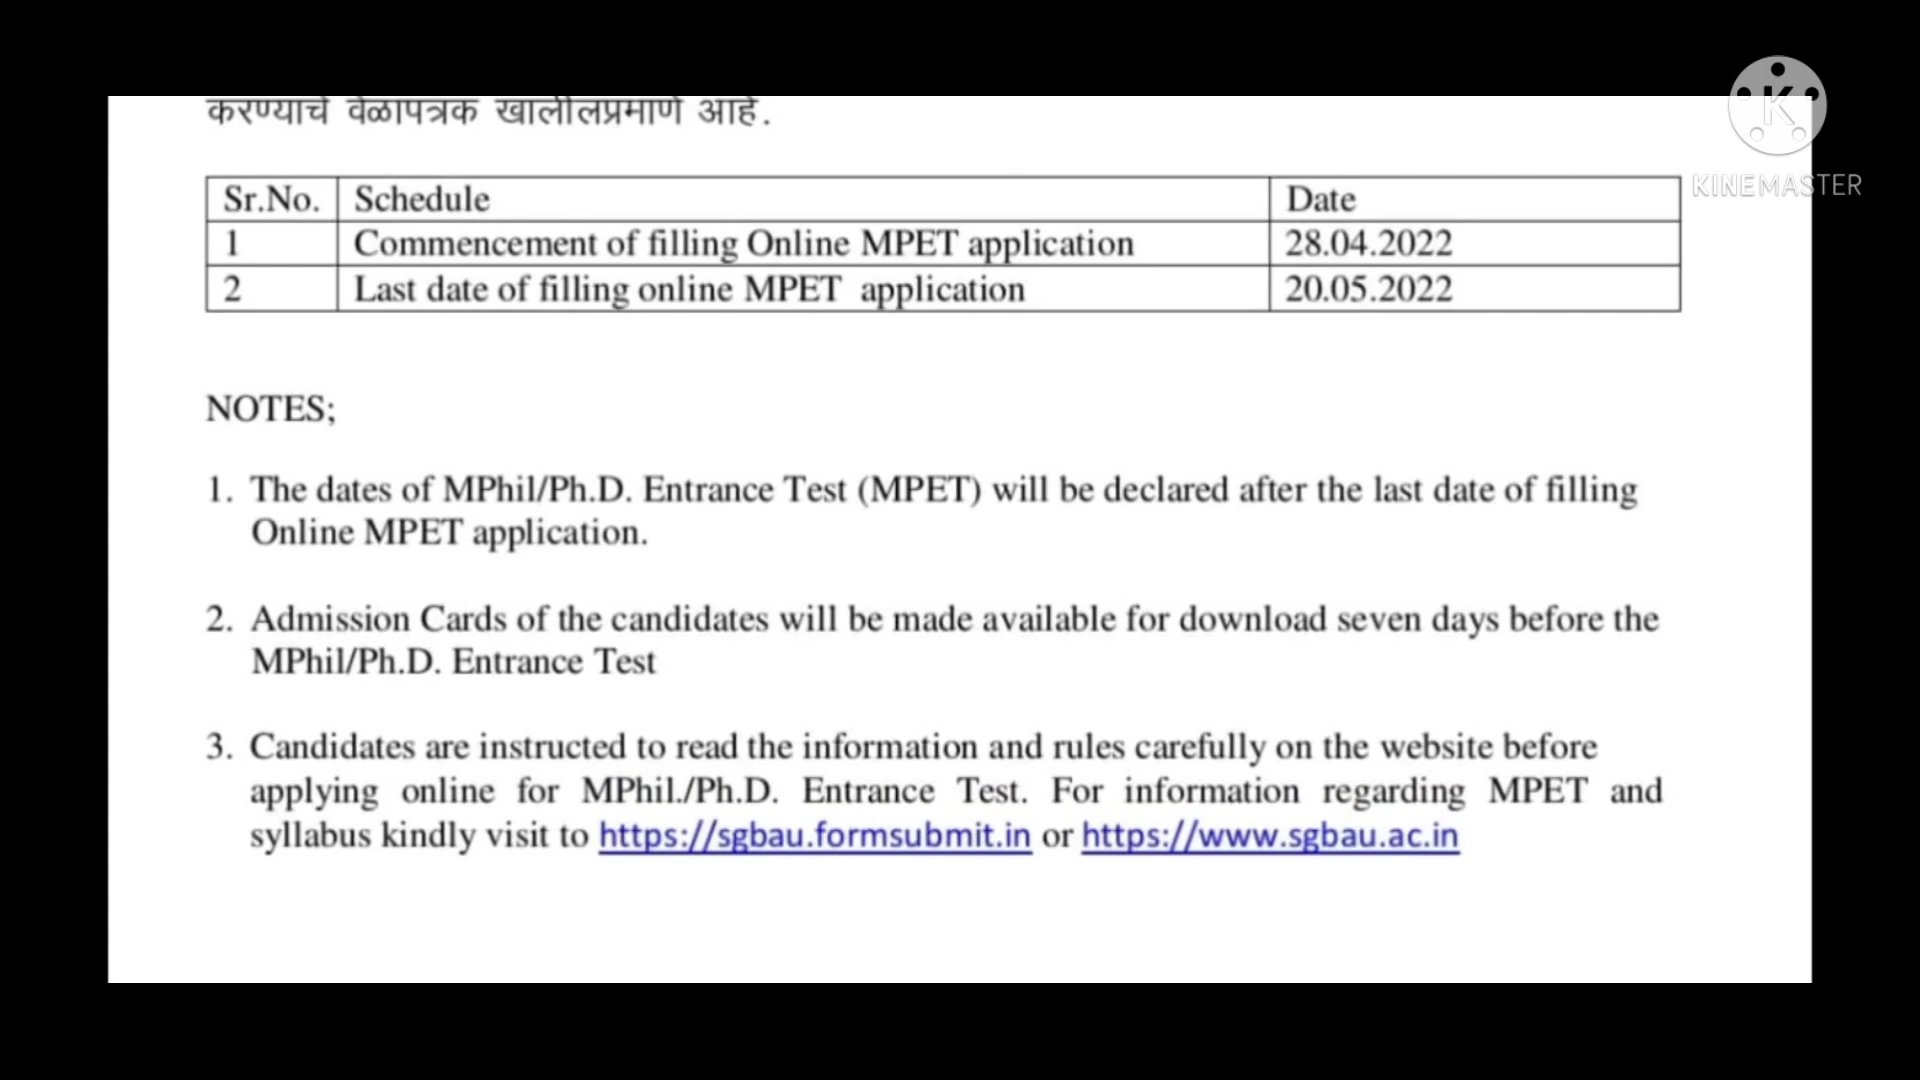 करण्याचे वेळापत्रक खालीलप्रमाणे आहे.
KINEMASTER
Sr.No. Schedule Date
1 Commencement of filling Online MPET application 28.04.2022
2 Last date of filling online MPET application 20.05.2022
NOTES;
1. The dates of MPhil/Ph.D. Entrance Test (MPET) will be declared after the last date of filling
Online MPET application.
2. Admission Cards of the candidates will be made available for download seven days before the
MPhil/Ph.D. Entrance Test
3. Candidates are instructed to read the information and rules carefully on the website before
applying online for MPhil./Ph.D. Entrance Test. For information regarding MPET and
syllabus kindly visit to https://sgbau.formsubmit.in or https://www.sgbau.ac.in